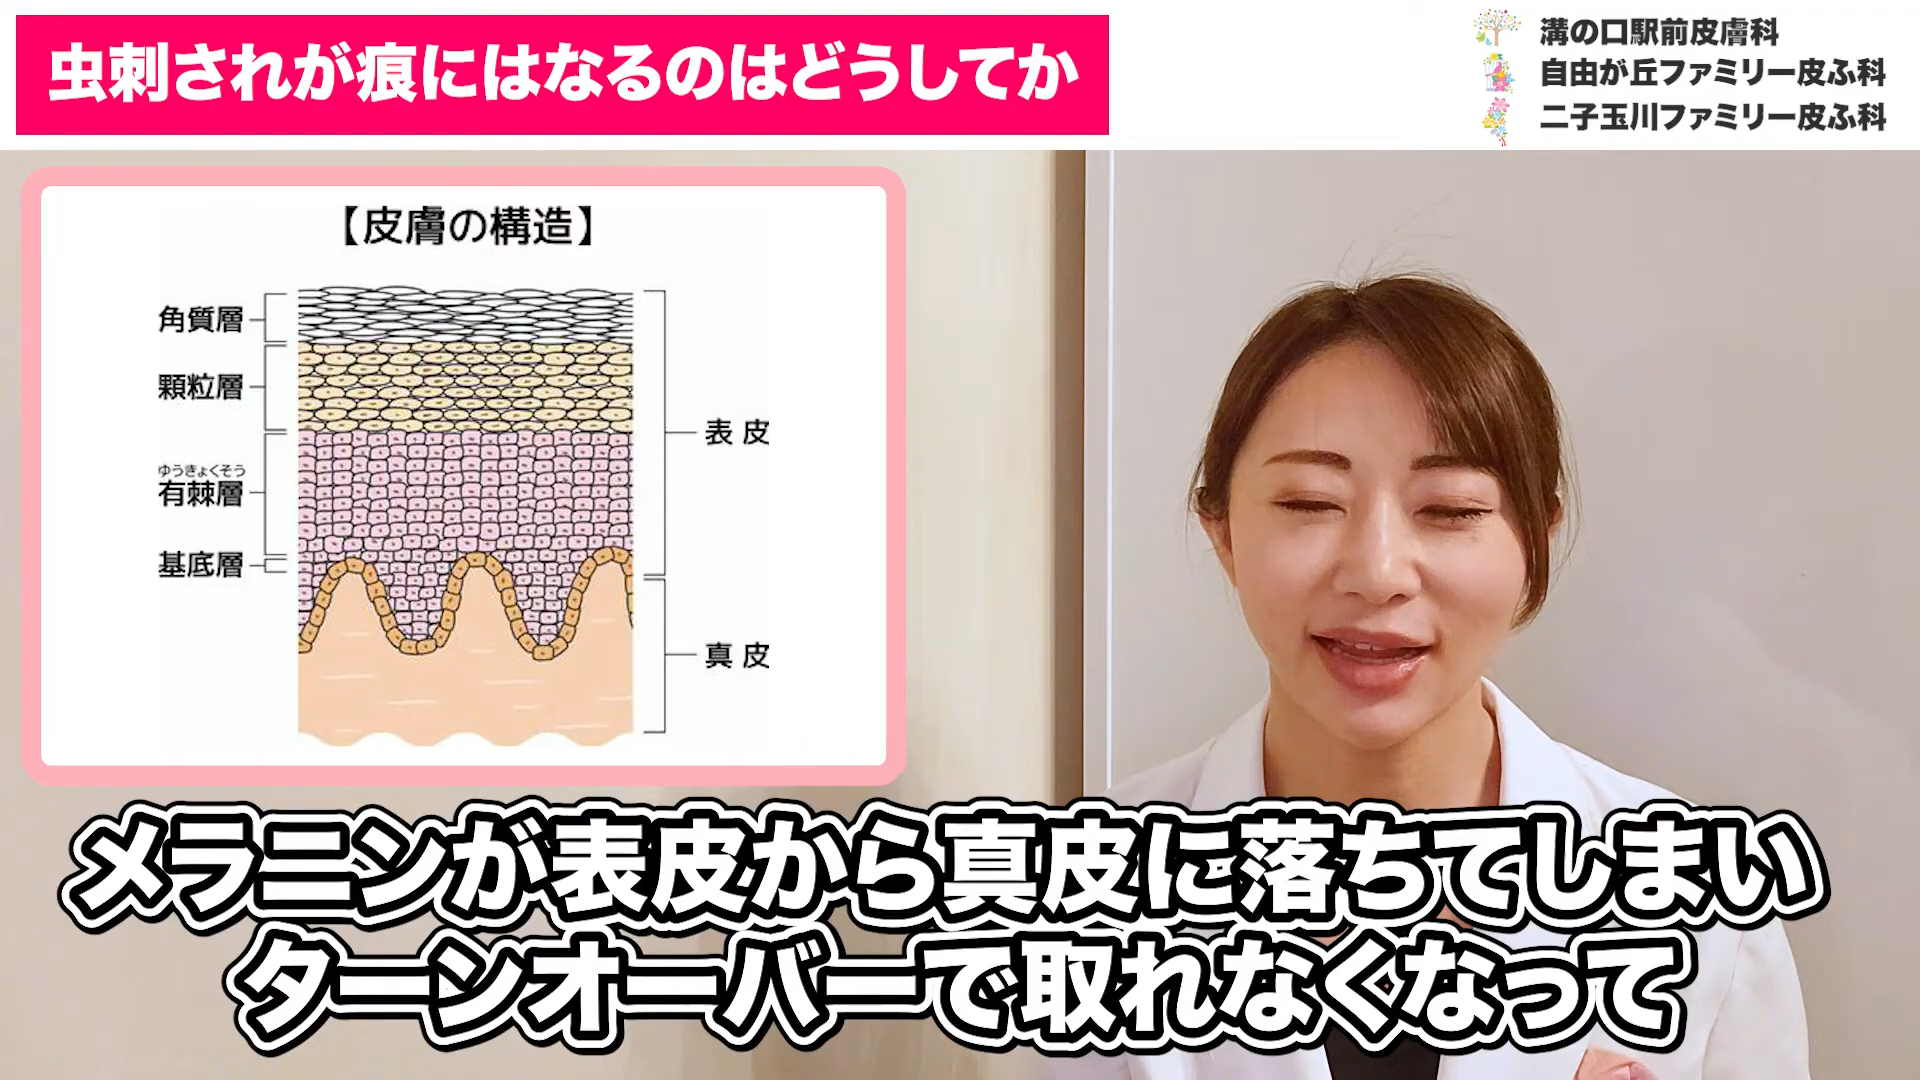 虫刺されが痕にはなるのはどうしてか
溝の口駅前皮膚科
自由が丘ファミリー皮ふ科
二子玉川ファミリー皮ふ科
【皮膚の構造】
角質層
顆粒層
ゆうきょくそう
有棘層
基底層
表皮
真皮
メラニンが表皮から真皮に落ちてしまい
ターンオーバーで取れなくなって